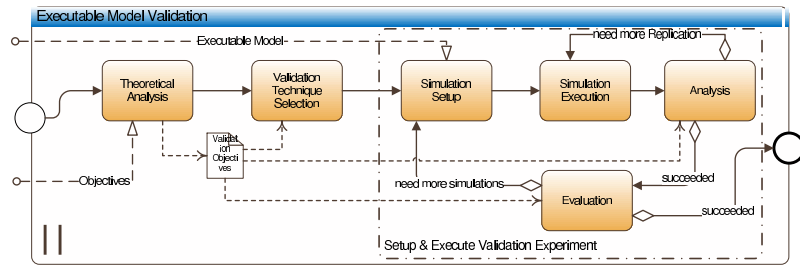 Executable Model Validation
Executable Model
need more Replication
Theoretical
Analysis
Validation
Technique
Selection
Simulation
Setup
Simulation
Execution
Analysis
Validat
ion
Objecti
ves
Objectives
need more simulations
succeeded
Evaluation
succeeded
Setup & Execute Validation Experiment